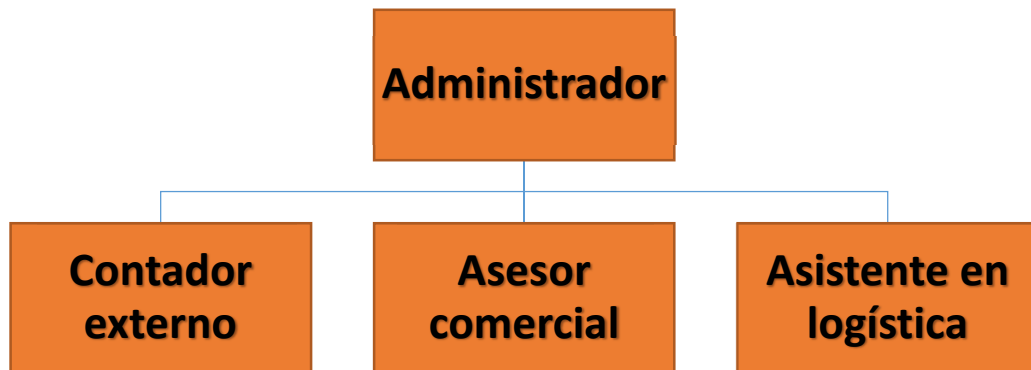 Administrador
Contador
externo
Asesor
comercial
Asistente en
logística